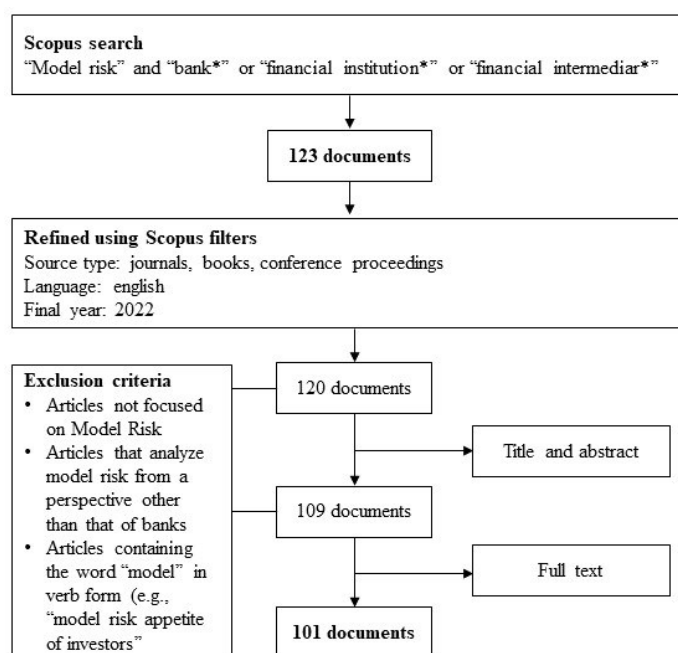 Scopus search
“Model risk” and “bank*” or “financial institution*” or “financial intermediar*”
123 documents
Refined using Scopus filters
Source type: journals, books, conference proceedings
Language: english
Final year: 2022
Exclusion criteria
• Articles not focused
on Model Risk
• Articles that analyze
model risk from a
perspective other
than that of banks
• Articles containing
the word “model” in
verb form (e.g.,
“model risk appetite
of investors”
120 documents
Title and abstract
109 documents
Full text
101 documents